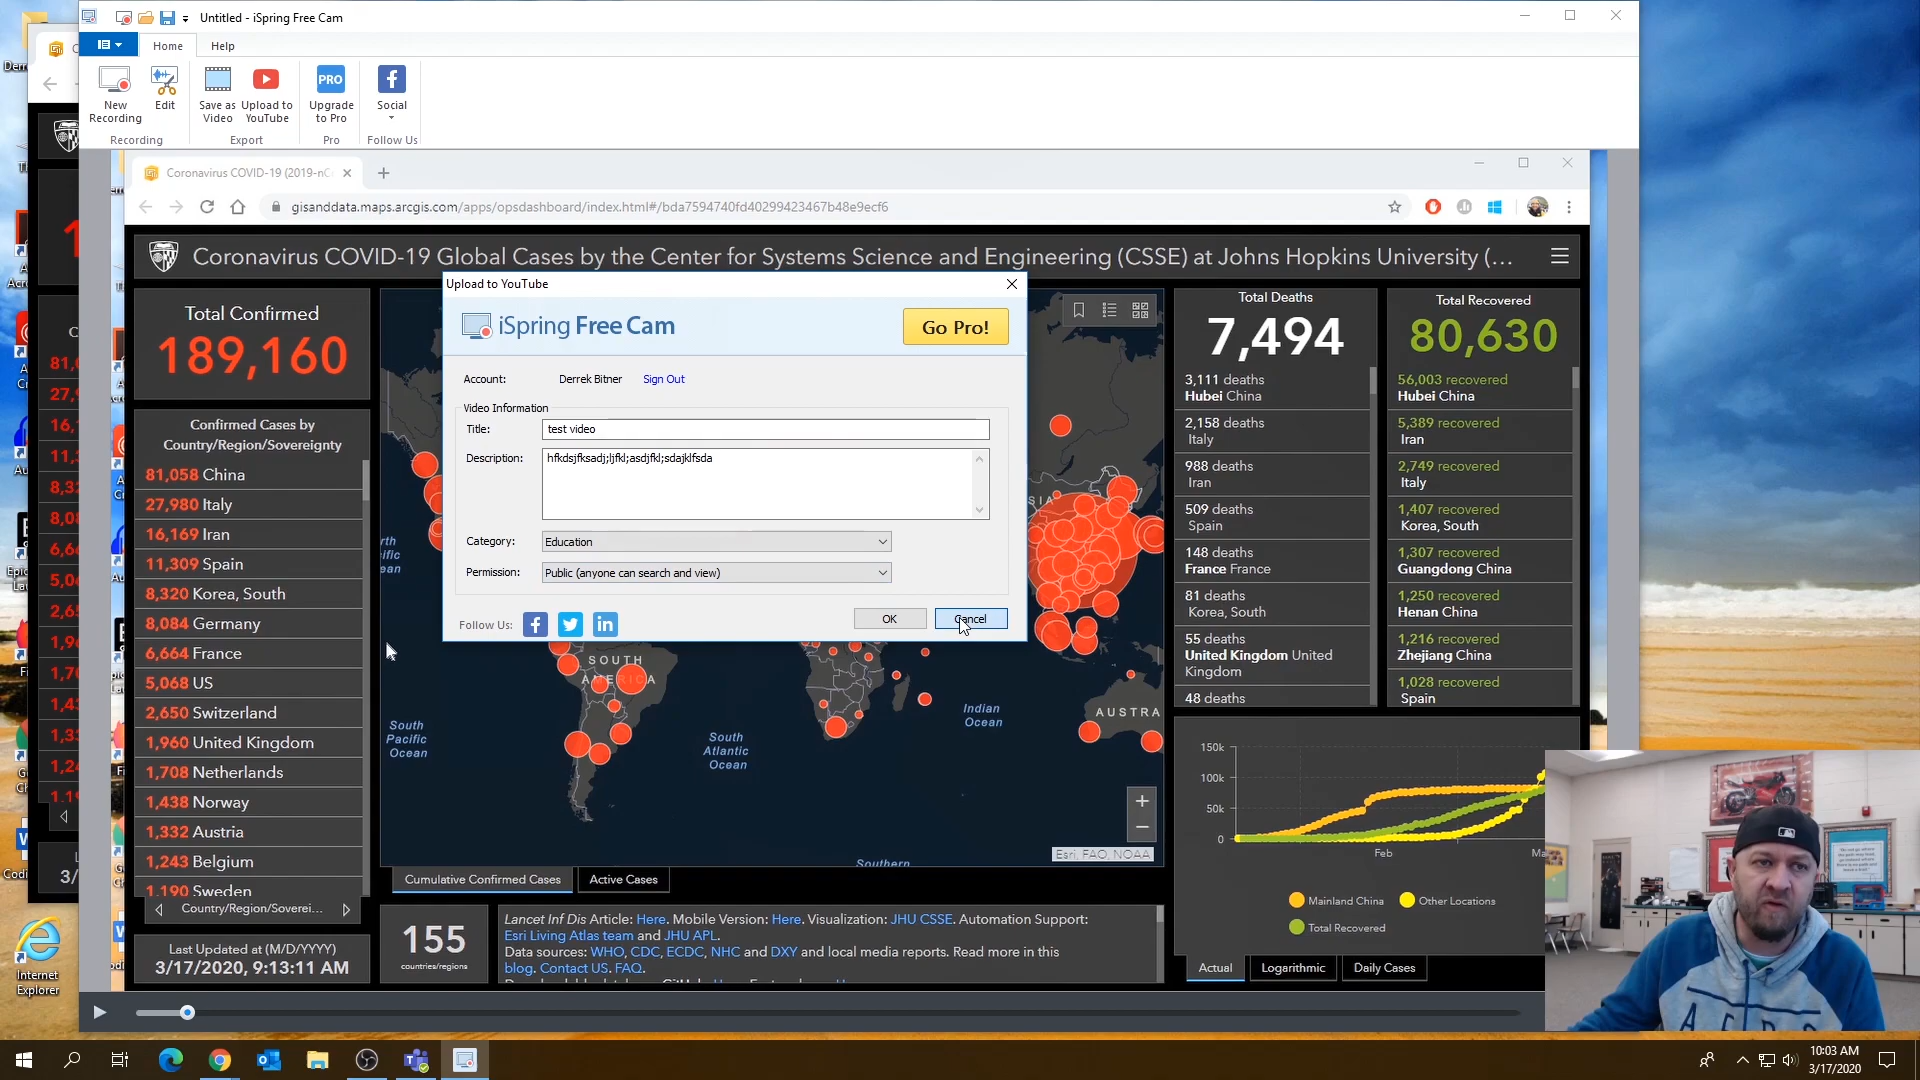 Untitled - iSpring Free Cam
Home
Help
New
Recording
Edit
Save as
Video
Upload to
YouTube
PRO
Upgrade
to Pro
Social
Recording
Export
Pro
Follow Us
Coronavirus COVID-19 (2019-nC
gisanddata.maps.arcgis.com/apps/opsdashboard/index.html#/bda7594740fd40299423467b48e9ecf6
Coronavirus COVID-19 Global Cases by the Center for Systems Science and Engineering (CSSE) at Johns Hopkins University (...
Total Confirmed
189,160
Confirmed Cases by
Country/Region/Sovereignty
81,058 China
27,980 Italy
16,169 Iran
11,309 Spain
8,320 Korea, South
8,084 Germany
6,664 France
5,068 US
2,650 Switzerland
1,960 United Kingdom
1,708 Netherlands
1,438 Norway
1,332 Austria
1,243 Belgium
1,190 Sweden
Country/Region/Soverei...
Last Updated at (M/D/YYYY)
3/17/2020, 9:13:11 AM
Upload to YouTube
iSpring Free Cam
Go Pro!
Account: Derrek Bitner Sign Out
Video Information
Title: test video
Description: hfkdsjfksadj;ljfkl;asdjfkl;sdajklfsda
Category: Education
Permission: Public (anyone can search and view)
Follow Us:
OK
Cancel
SOUTH
AMERICA
South
Pacific
Ocean
South
Atlantic
Ocean
Indian
Ocean
AUSTRA
Southern
Esri, FAO, NOAA
Cumulative Confirmed Cases
Active Cases
155
countries/regions
Lancet Inf Dis Article: Here. Mobile Version: Here. Visualization: JHU CSSE. Automation Support:
Esri Living Atlas team and JHU APL.
Data sources: WHO, CDC, ECDC, NHC and DXY and local media reports. Read more in this
blog. Contact US. FAQ.
Total Deaths
7,494
3,111 deaths
Hubei China
2,158 deaths
Italy
988 deaths
Iran
509 deaths
Spain
148 deaths
France France
81 deaths
Korea, South
55 deaths
United Kingdom United
Kingdom
48 deaths
Total Recovered
80,630
56,003 recovered
Hubei China
5,389 recovered
Iran
2,749 recovered
Italy
1,407 recovered
Korea, South
1,307 recovered
Guangdong China
1,250 recovered
Henan China
1,216 recovered
Zhejiang China
1,028 recovered
Spain
150k
100k
50k
0
Feb
Ma
Mainland China
Other Locations
Total Recovered
Actual
Logarithmic
Daily Cases
Internet
Explorer
10:03 AM
3/17/2020